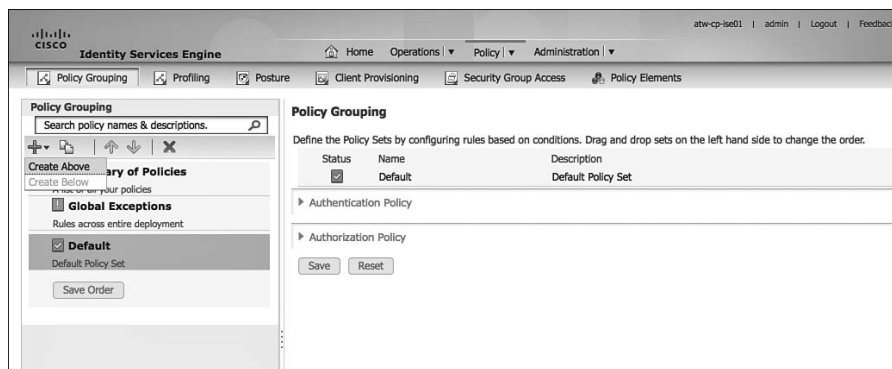 atw-cp-ise01 | admin | Logout | Feedbac
CISCO
Identity Services Engine
Home Operations Policy Administration
Policy Grouping Profiling Posture Client Provisioning Security Group Access Policy Elements
Policy Grouping
Search policy names & descriptions.
Create Above
Create Below
ary of Policies
A list of all your policies
Global Exceptions
Rules across entire deployment
Default
Default Policy Set
Save Order
Policy Grouping
Define the Policy Sets by configuring rules based on conditions. Drag and drop sets on the left hand side to change the order.
Status Name Description
Default Default Policy Set
Authentication Policy
Authorization Policy
Save Reset